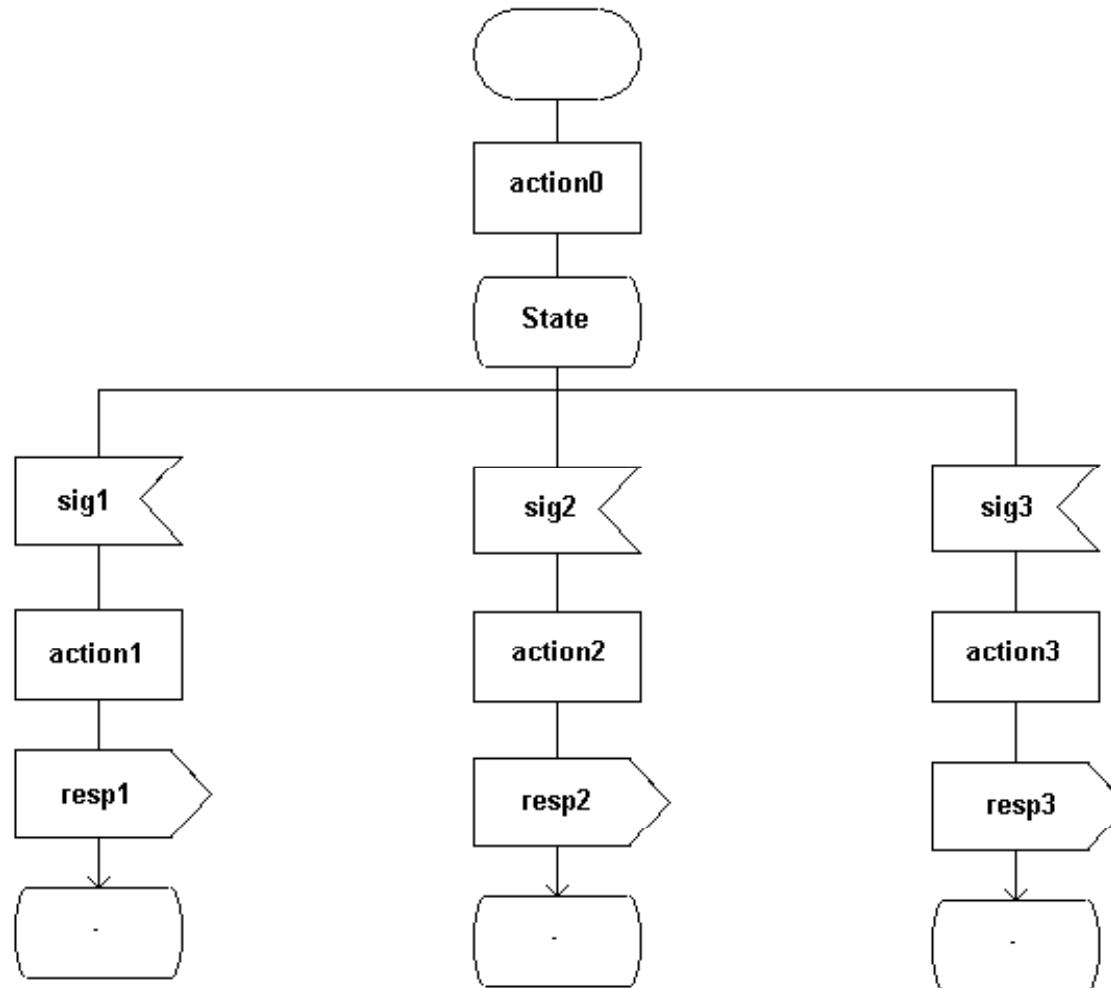 action0
State
sig1
sig2
sig3
action1
action2
action3
resp1
resp2
resp3
-
-
-